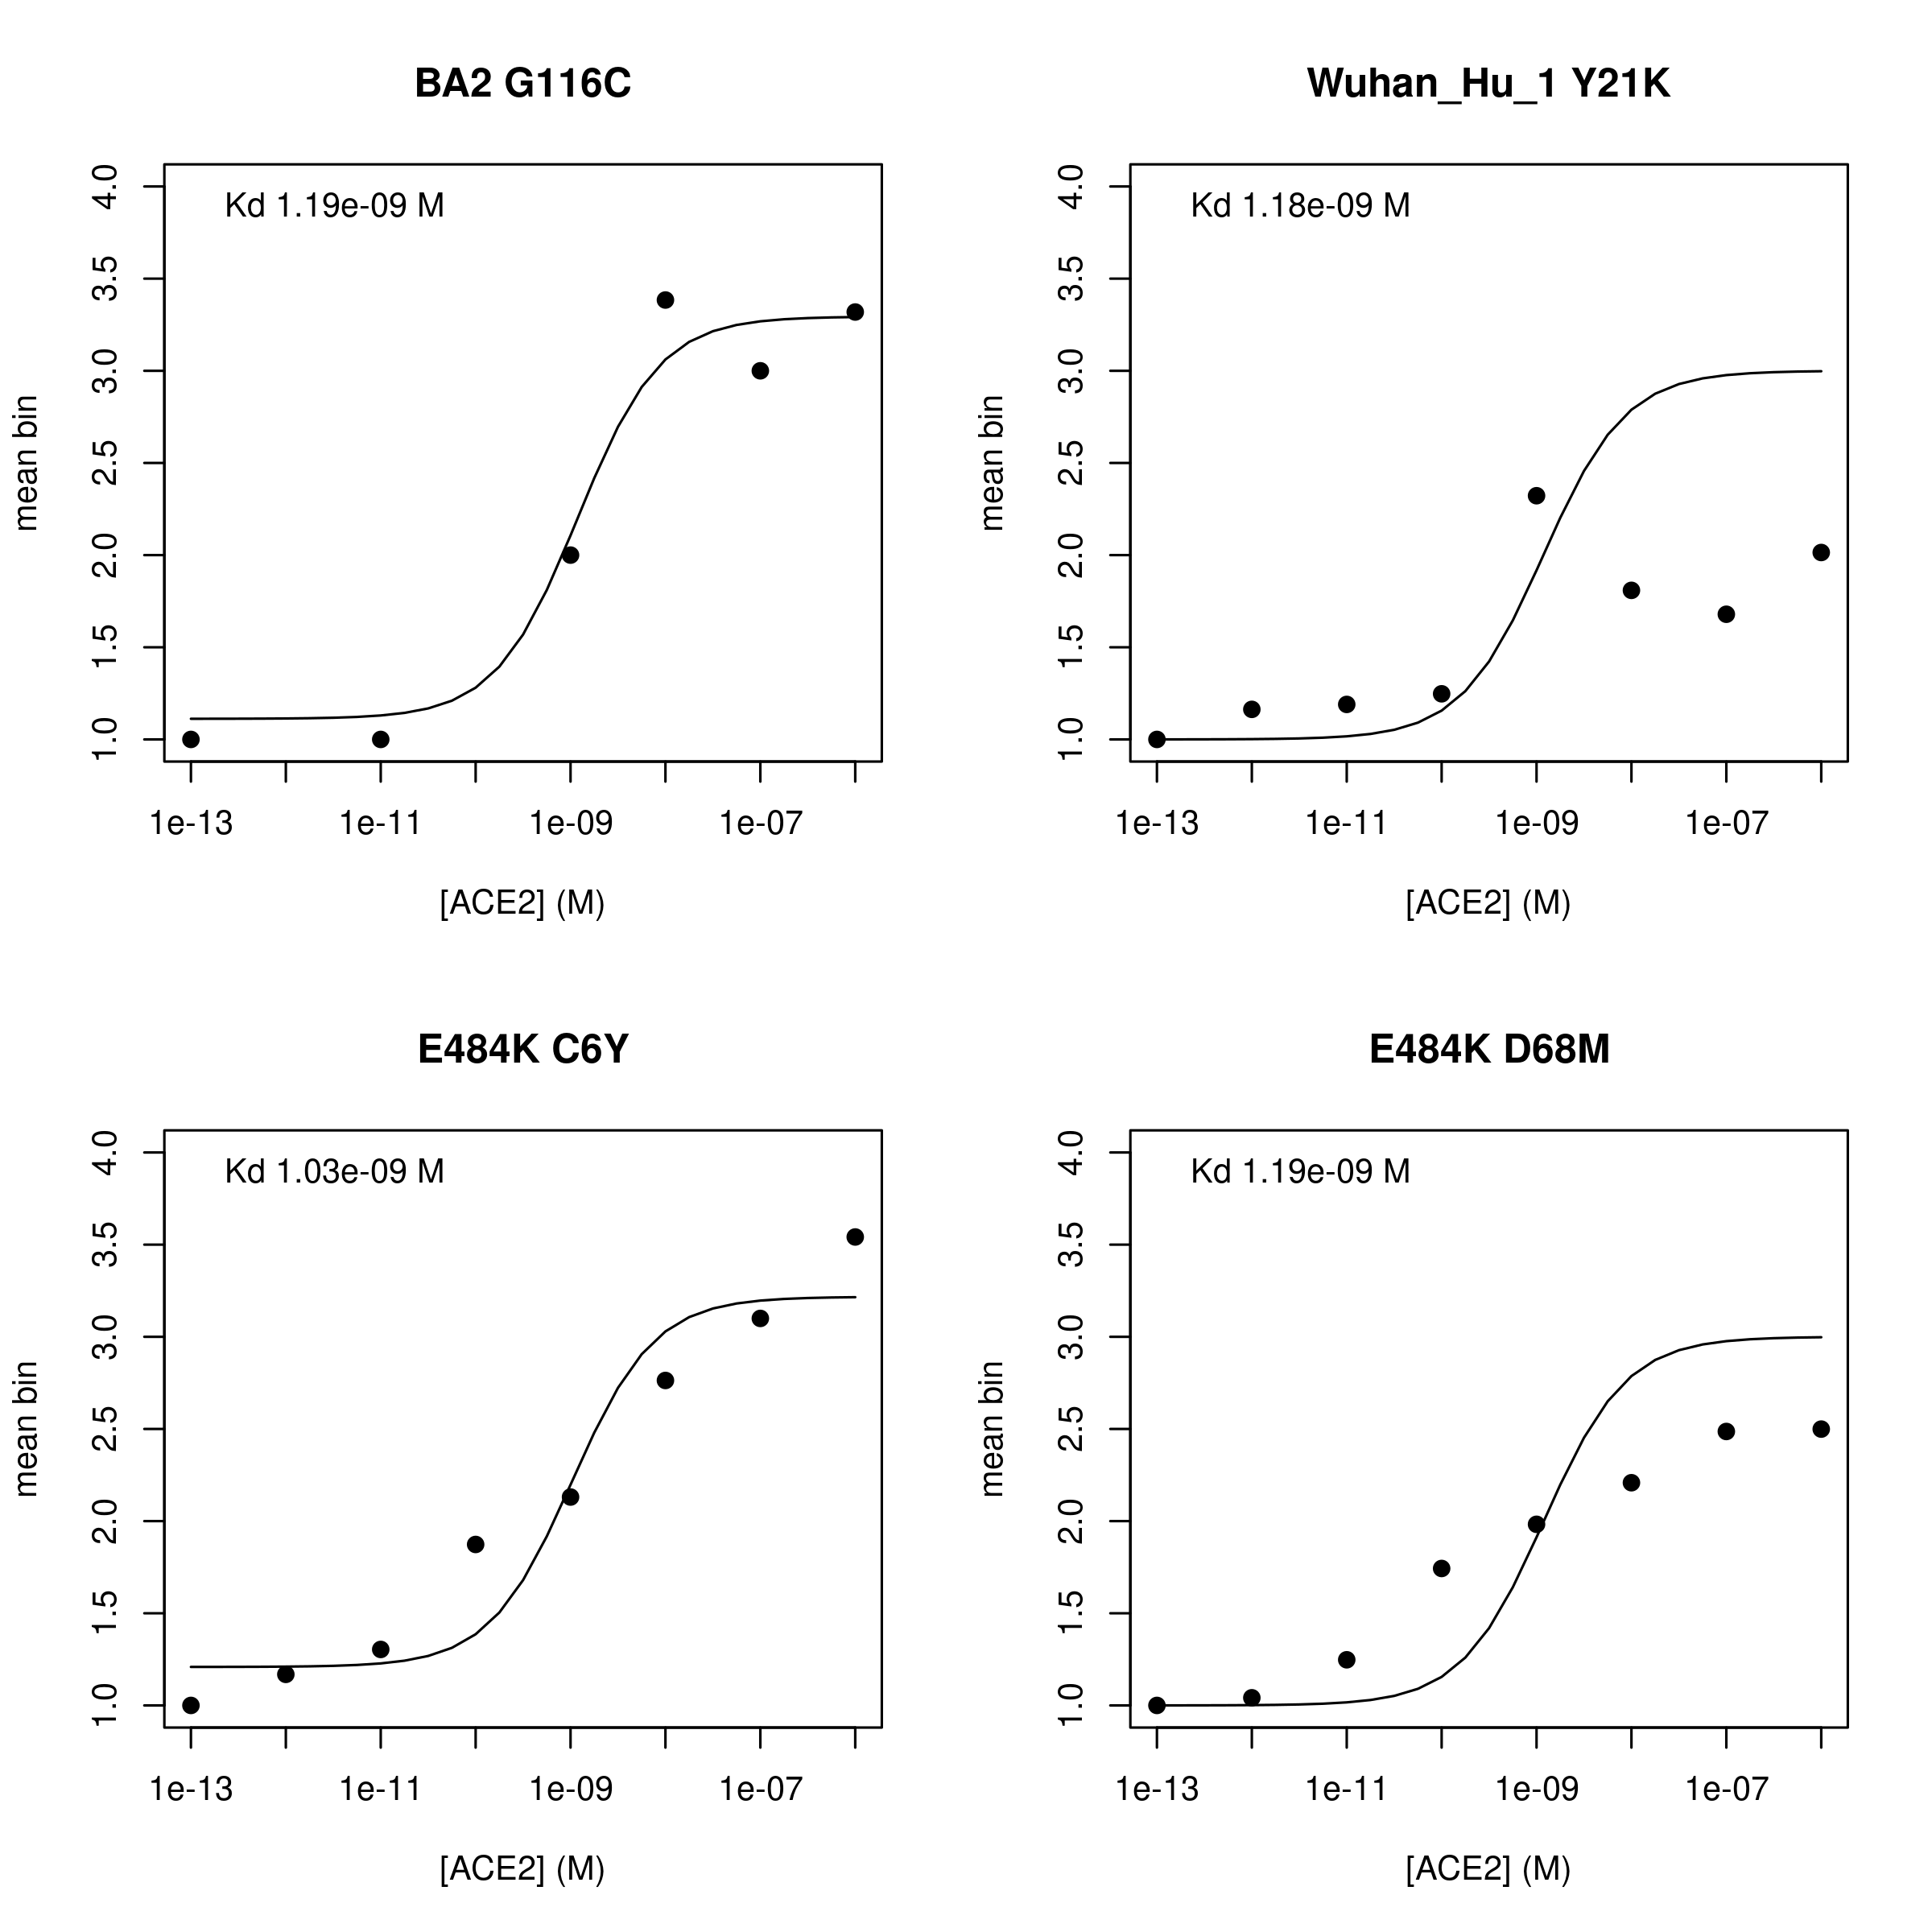 BA2 G116C
Kd 1.19e-09 M
mean bin
4.0
3.5
3.0
2.5
2.0
1.5
1.0
1e-13 1e-11 1e-09 1e-07
[ACE2] (M)
Wuhan_Hu_1 Y21K
Kd 1.18e-09 M
mean bin
4.0
3.5
3.0
2.5
2.0
1.5
1.0
1e-13 1e-11 1e-09 1e-07
[ACE2] (M)
E484K C6Y
Kd 1.03e-09 M
mean bin
4.0
3.5
3.0
2.5
2.0
1.5
1.0
1e-13 1e-11 1e-09 1e-07
[ACE2] (M)
E484K D68M
Kd 1.19e-09 M
mean bin
4.0
3.5
3.0
2.5
2.0
1.5
1.0
1e-13 1e-11 1e-09 1e-07
[ACE2] (M)